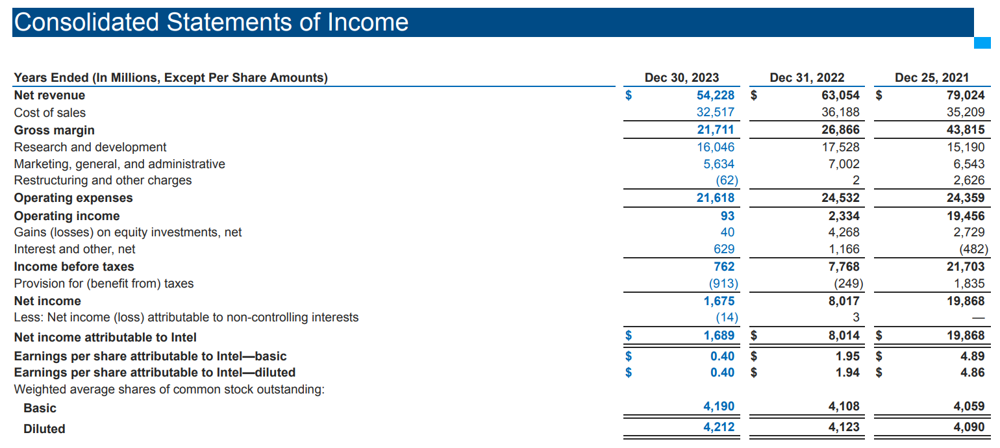 Consolidated Statements of Income
Years Ended (In Millions, Except Per Share Amounts) Dec 30, 2023 Dec 31, 2022 Dec 25, 2021
Net revenue $ 54,228 $ 63,054 $ 79,024
Cost of sales 32,517 36,188 35,209
Gross margin 21,711 26,866 43,815
Research and development 16,046 17,528 15,190
Marketing, general, and administrative 5,634 7,002 6,543
Restructuring and other charges (62) 2 2,626
Operating expenses 21,618 24,532 24,359
Operating income 93 2,334 19,456
Gains (losses) on equity investments, net 40 4,268 2,729
Interest and other, net 629 1,166 (482)
Income before taxes 762 7,768 21,703
Provision for (benefit from) taxes (913) (249) 1,835
Net income 1,675 8,017 19,868
Less: Net income (loss) attributable to non-controlling interests (14) 3 —
Net income attributable to Intel $ 1,689 $ 8,014 $ 19,868
Earnings per share attributable to Intel—basic $ 0.40 $ 1.95 $ 4.89
Earnings per share attributable to Intel—diluted $ 0.40 $ 1.94 $ 4.86
Weighted average shares of common stock outstanding:
Basic 4,190 4,108 4,059
Diluted 4,212 4,123 4,090